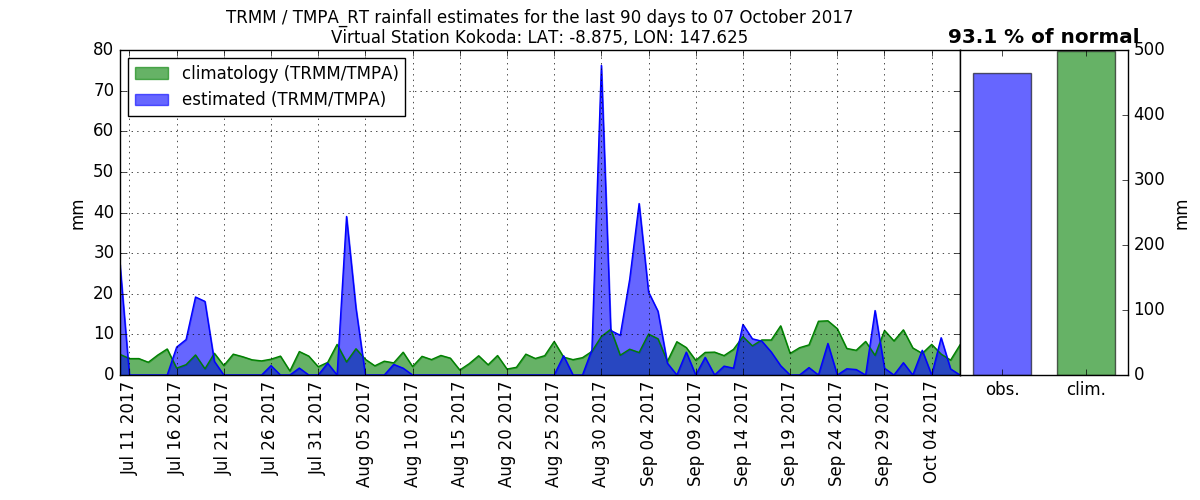 TRMM / TMPA_RT rainfall estimates for the last 90 days to 07 October 2017
Virtual Station Kokoda: LAT: -8.875, LON: 147.625
93.1 % of normal
climatology (TRMM/TMPA)
estimated (TRMM/TMPA)
mm
80
70
60
50
40
30
20
10
0
Jul 11 2017
Jul 16 2017
Jul 21 2017
Jul 26 2017
Jul 31 2017
Aug 05 2017
Aug 10 2017
Aug 15 2017
Aug 20 2017
Aug 25 2017
Aug 30 2017
Sep 04 2017
Sep 09 2017
Sep 14 2017
Sep 19 2017
Sep 24 2017
Sep 29 2017
Oct 04 2017
obs.
clim.
500
400
300
200
100
0
mm